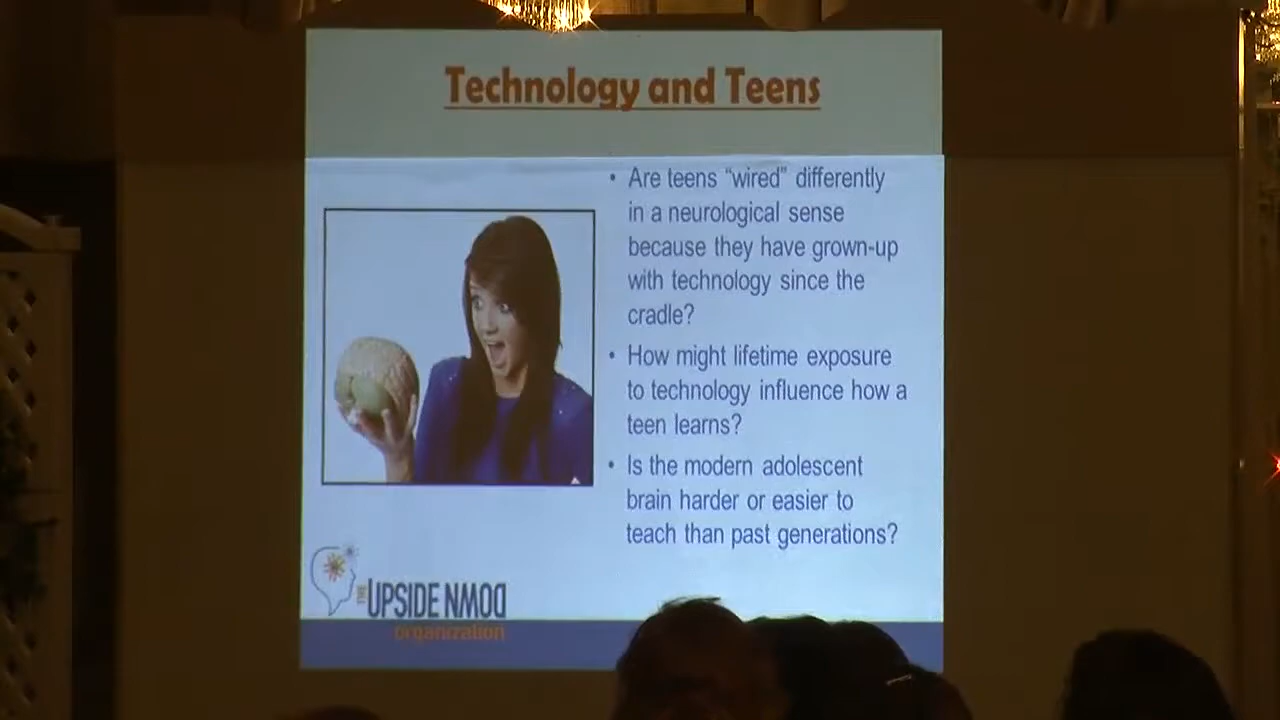 Technology and Teens
• Are teens “wired” differently
in a neurological sense
because they have grown-up
with technology since the
cradle?
• How might lifetime exposure
to technology influence how a
teen learns?
• Is the modern adolescent
brain harder or easier to
teach than past generations?
THE UPSIDE NMOD
organization